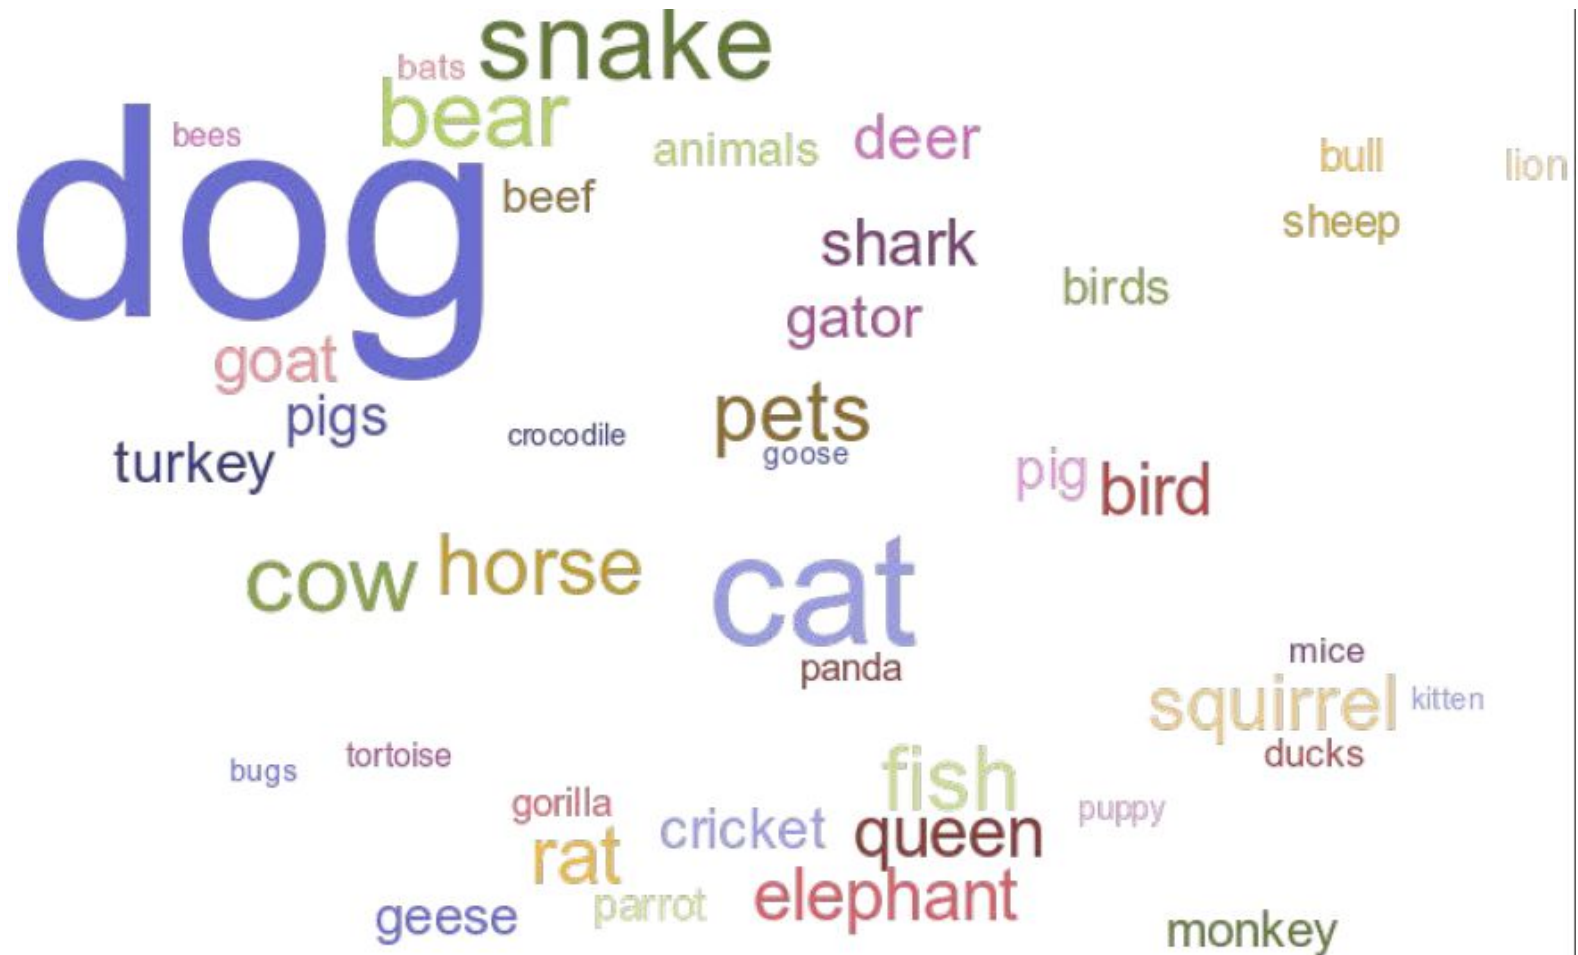 snake
bats
bear
bees
dog
animals
deer
bull
lion
beef
sheep
shark
birds
gator
goat
pigs
pets
crocodile
goose
turkey
pig
bird
cow
horse
cat
panda
mice
squirrel
kitten
ducks
tortoise
bugs
fish
gorilla
cricket
queen
puppy
rat
elephant
parrot
geese
monkey